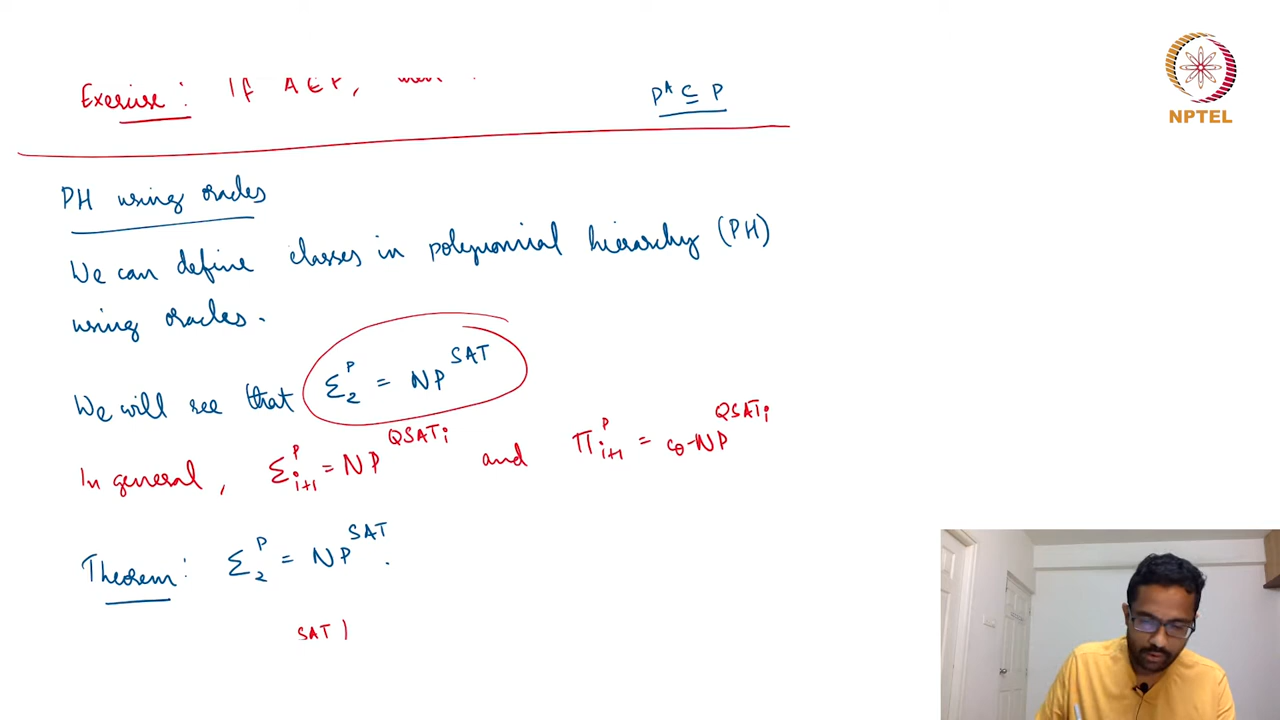 Exercise : If A ∈ P, then
P^A ⊆ P
NPTEL
PH using oracles
We can define classes in polynomial hierarchy (PH)
using oracles.
We will see that Σ_2^P = NP^SAT
In general, Σ_{i+1}^P = NP^{QSAT_i} and Π_{i+1}^P = co-NP^{QSAT_i}
Theorem: Σ_2^P = NP^SAT.
SAT )